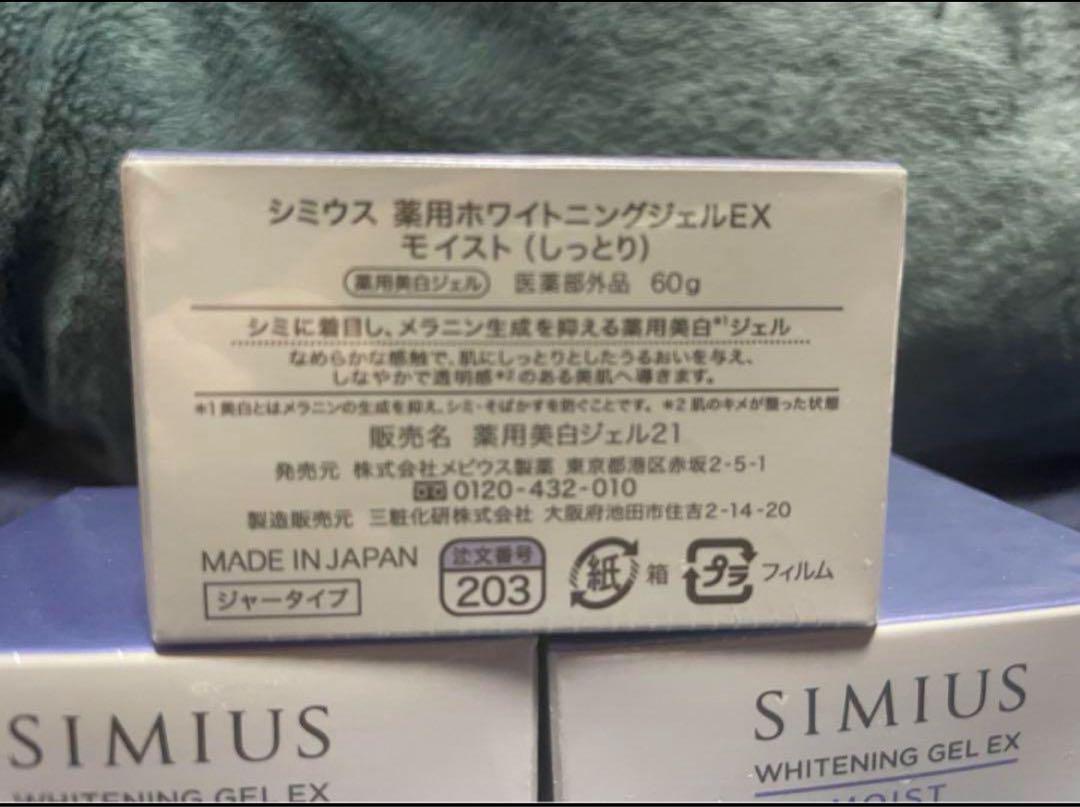 シミウス 薬用ホワイトニングジェルEX
モイスト（しっとり）
薬用美白ジェル 医薬部外品 60g
シミに着目し、メラニン生成を抑える薬用美白*1ジェル
なめらかな感触で、肌にしっとりとしたうるおいを与え、
しなやかで透明感*2のある美肌へ導きます。
*1 美白とはメラニンの生成を抑え、シミ・そばかすを防ぐことです。 *2 肌のキメが整った状態
販売名 薬用美白ジェル21
発売元 株式会社メビウス製薬 東京都港区赤坂2-5-1
0120-432-010
製造販売元 三粧化研株式会社 大阪府池田市住吉2-14-20
MADE IN JAPAN
ジャータイプ
注文番号
203
紙 箱 プラ フィルム
SIMIUS
WHITENING GEL EX
SIMIUS
WHITENING GEL EX
MOIST